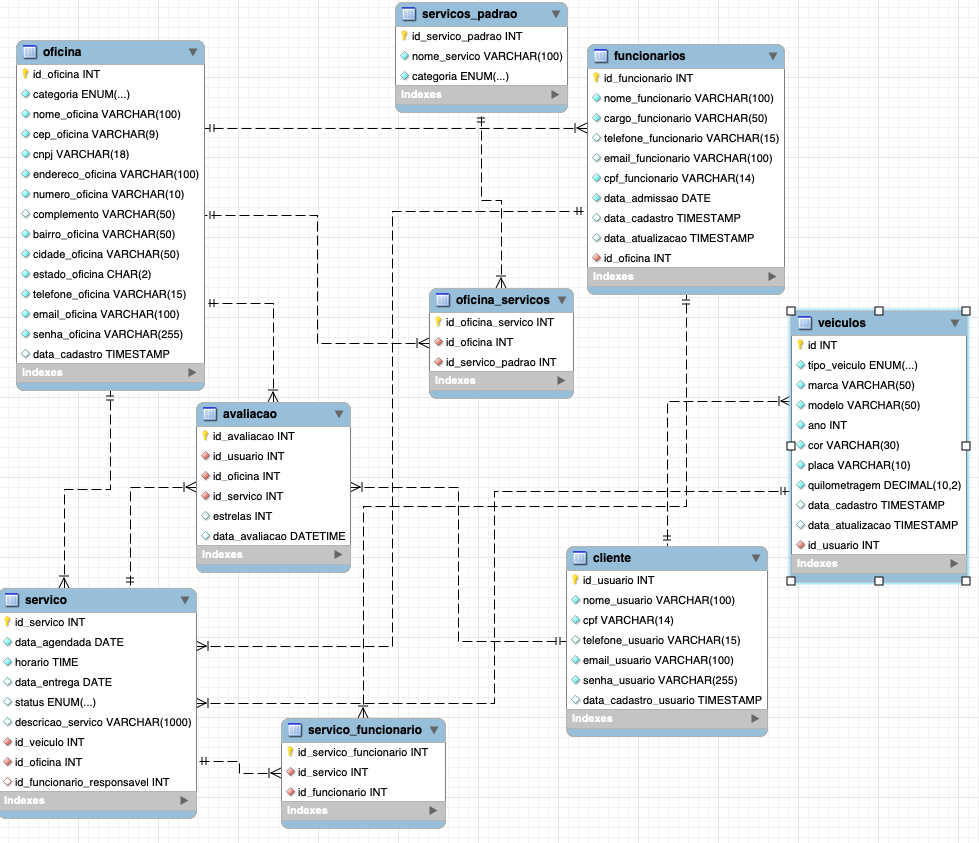 servicos_padrao
id_servico_padrao INT
nome_servico VARCHAR(100)
categoria ENUM(...)
Indexes
oficina
id_oficina INT
categoria ENUM(...)
nome_oficina VARCHAR(100)
cep_oficina VARCHAR(9)
cnpj VARCHAR(18)
endereco_oficina VARCHAR(100)
numero_oficina VARCHAR(10)
complemento VARCHAR(50)
bairro_oficina VARCHAR(50)
cidade_oficina VARCHAR(50)
estado_oficina CHAR(2)
telefone_oficina VARCHAR(15)
email_oficina VARCHAR(100)
senha_oficina VARCHAR(255)
data_cadastro TIMESTAMP
Indexes
funcionarios
id_funcionario INT
nome_funcionario VARCHAR(100)
cargo_funcionario VARCHAR(50)
telefone_funcionario VARCHAR(15)
email_funcionario VARCHAR(100)
cpf_funcionario VARCHAR(14)
data_admissao DATE
data_cadastro TIMESTAMP
data_atualizacao TIMESTAMP
id_oficina INT
Indexes
oficina_servicos
id_oficina_servico INT
id_oficina INT
id_servico_padrao INT
Indexes
veiculos
id INT
tipo_veiculo ENUM(...)
marca VARCHAR(50)
modelo VARCHAR(50)
ano INT
cor VARCHAR(30)
placa VARCHAR(10)
quilometragem DECIMAL(10,2)
data_cadastro TIMESTAMP
data_atualizacao TIMESTAMP
id_usuario INT
Indexes
avaliacao
id_avaliacao INT
id_usuario INT
id_oficina INT
id_servico INT
estrelas INT
data_avaliacao DATETIME
Indexes
cliente
id_usuario INT
nome_usuario VARCHAR(100)
cpf VARCHAR(14)
telefone_usuario VARCHAR(15)
email_usuario VARCHAR(100)
senha_usuario VARCHAR(255)
data_cadastro_usuario TIMESTAMP
Indexes
servico
id_servico INT
data_agendada DATE
horario TIME
data_entrega DATE
status ENUM(...)
descricao_servico VARCHAR(1000)
id_veiculo INT
id_oficina INT
id_funcionario_responsavel INT
Indexes
servico_funcionario
id_servico_funcionario INT
id_servico INT
id_funcionario INT
Indexes